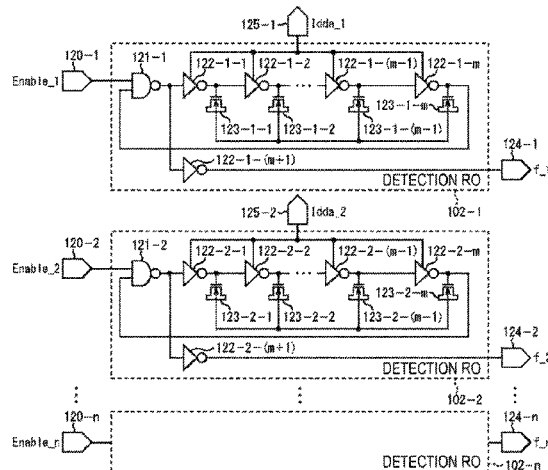 125-1 Idda_1
120-1 121-1
Enable_1 122-1-1 122-1-2 122-1-(m-1) 122-1-m
123-1-m
123-1-1 123-1-2 123-1-(m-1)
122-1-(m+1) 124-1
f_1
DETECTION RO
102-1
125-2 Idda_2
120-2 121-2
Enable_2 122-2-1 122-2-2 122-2-(m-1) 122-2-m
123-2-m
123-2-1 123-2-2 123-2-(m-1)
122-2-(m+1) 124-2
f_2
DETECTION RO
102-2
120-n 124-n
Enable_n f_n
DETECTION RO
102-n